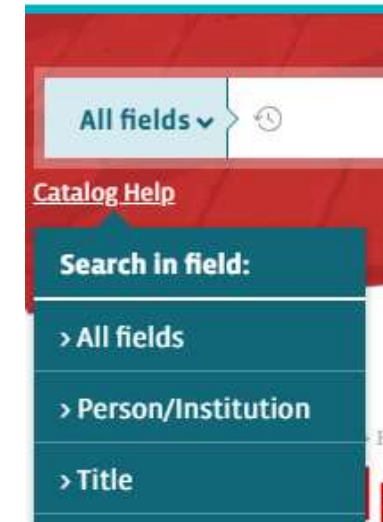 All fields
Catalog Help
Search in field:
› All fields
› Person/Institution
› Title